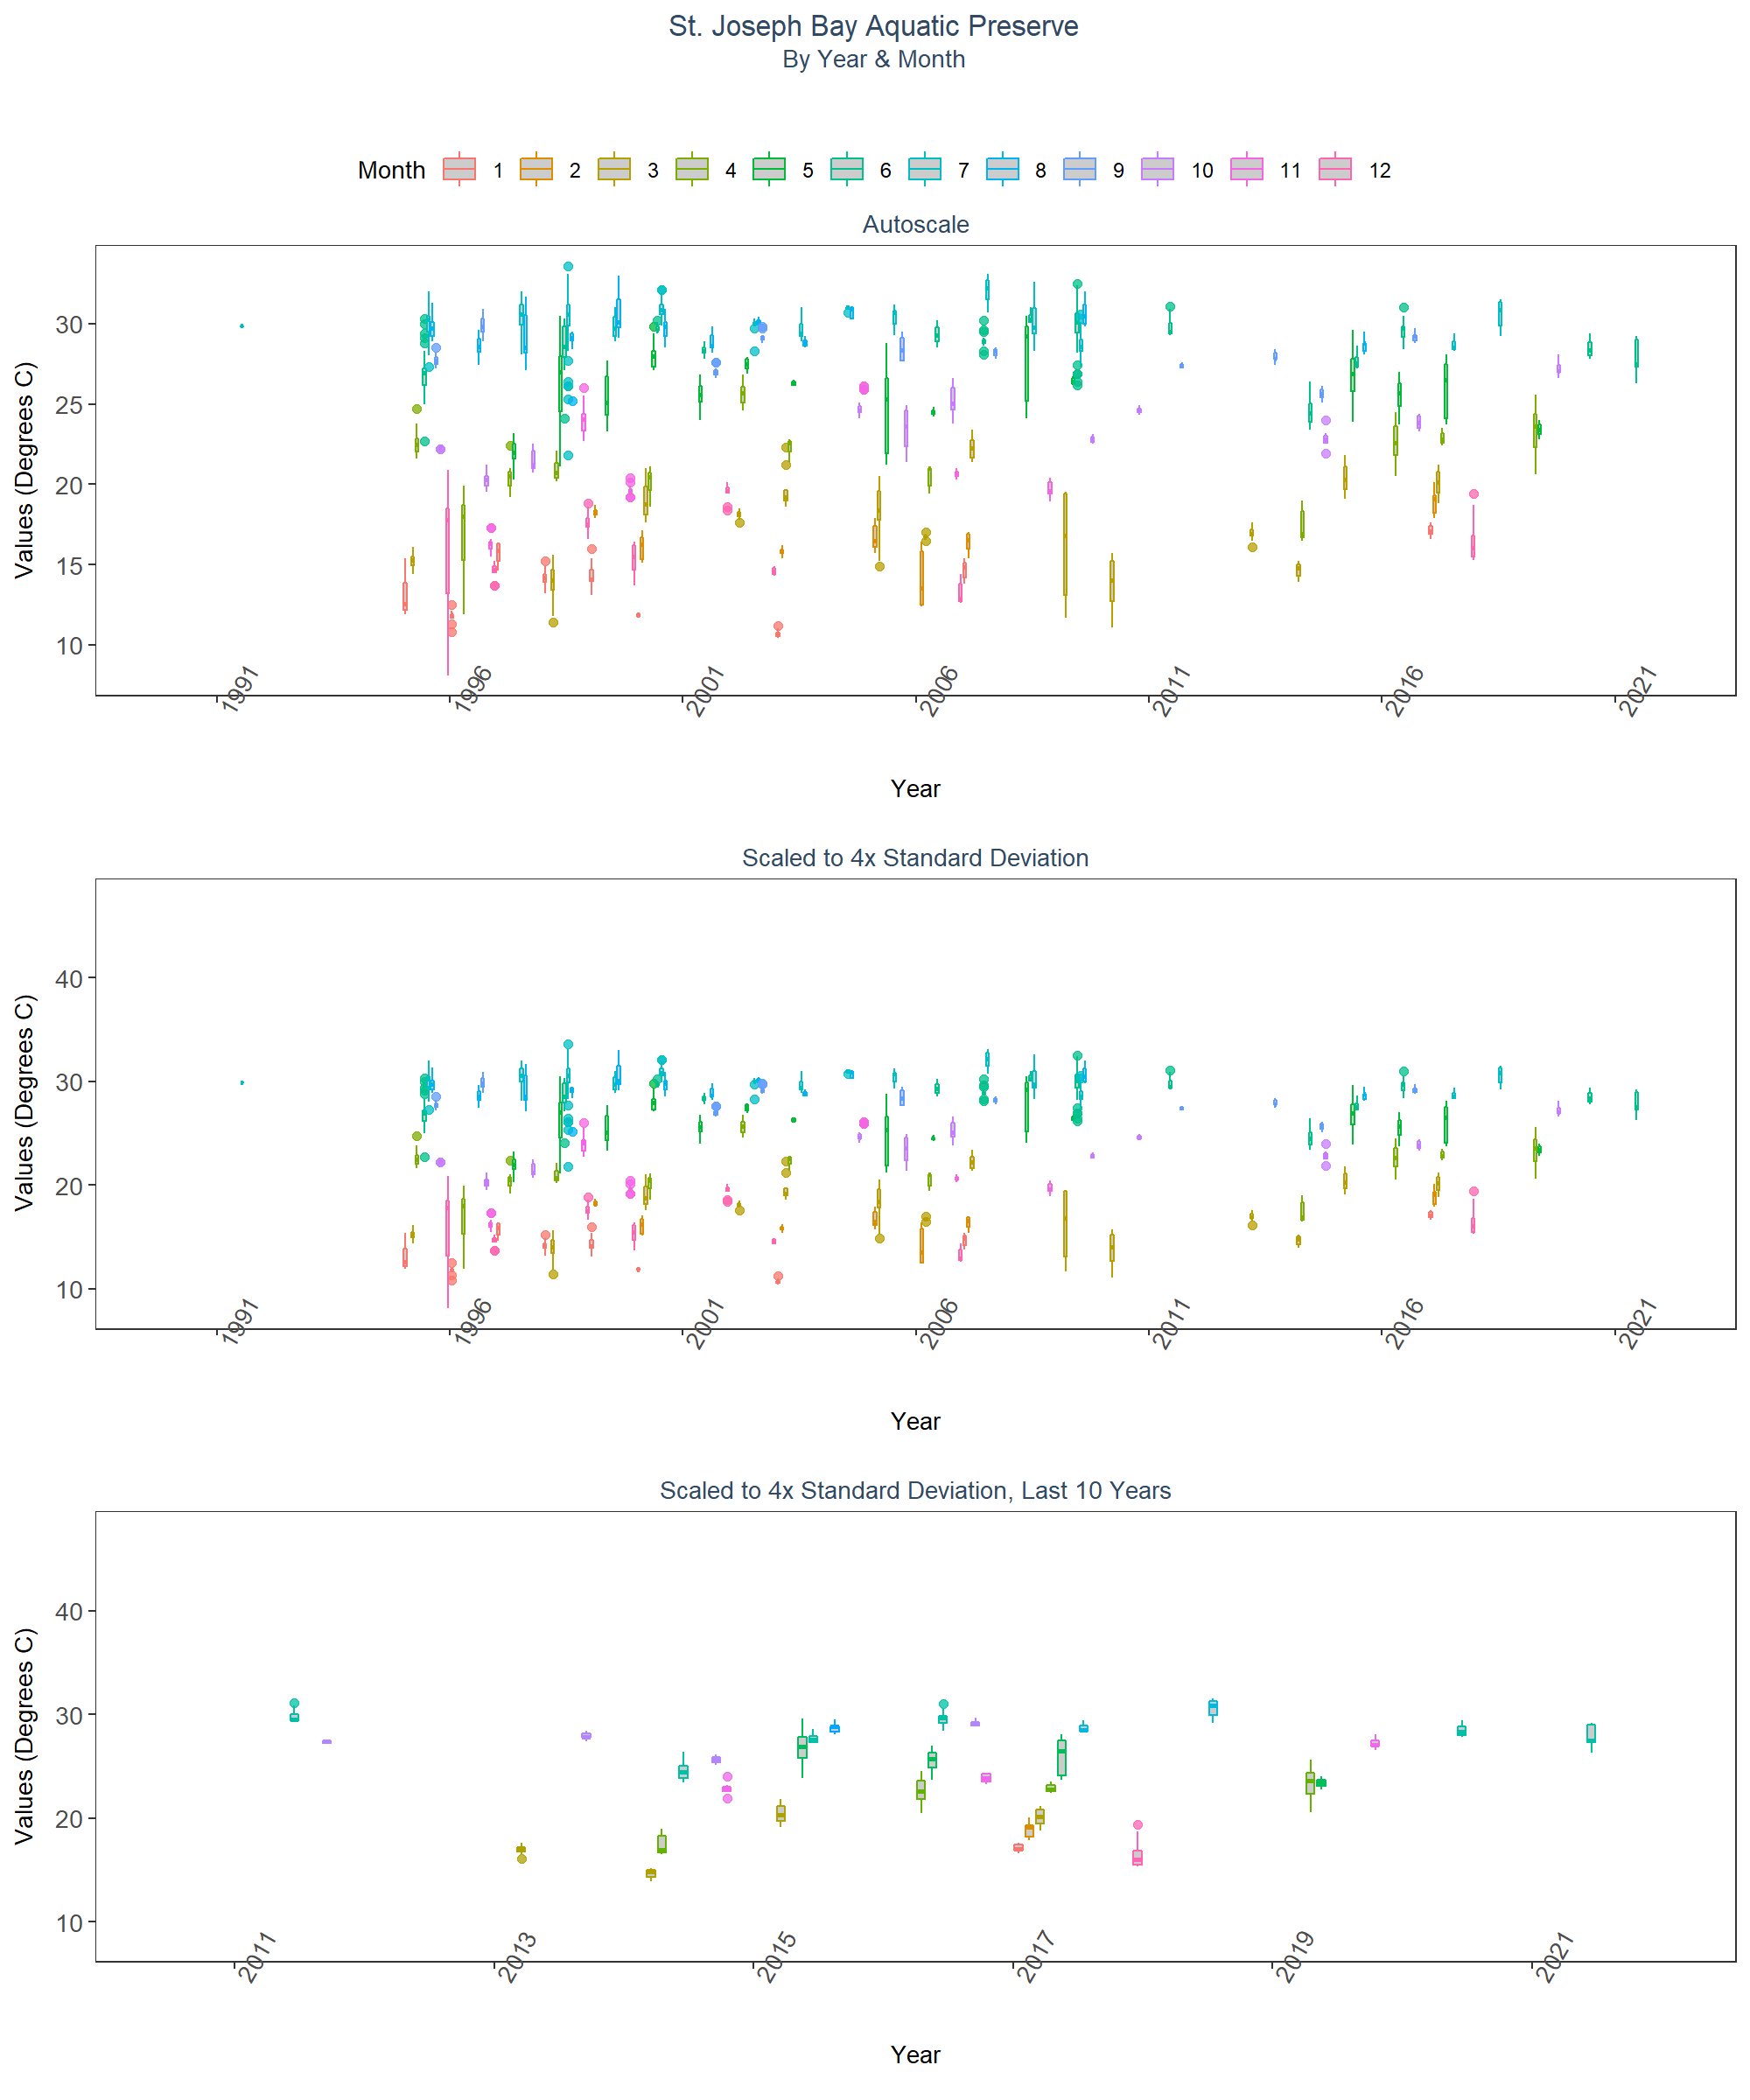 St. Joseph Bay Aquatic Preserve
By Year & Month
Month 1 2 3 4 5 6 7 8 9 10 11 12
Autoscale
Values (Degrees C)
30
25
20
15
10
1991 1996 2001 2006 2011 2016 2021
Year
Scaled to 4x Standard Deviation
Values (Degrees C)
40
30
20
10
1991 1996 2001 2006 2011 2016 2021
Year
Scaled to 4x Standard Deviation, Last 10 Years
Values (Degrees C)
40
30
20
10
2011 2013 2015 2017 2019 2021
Year